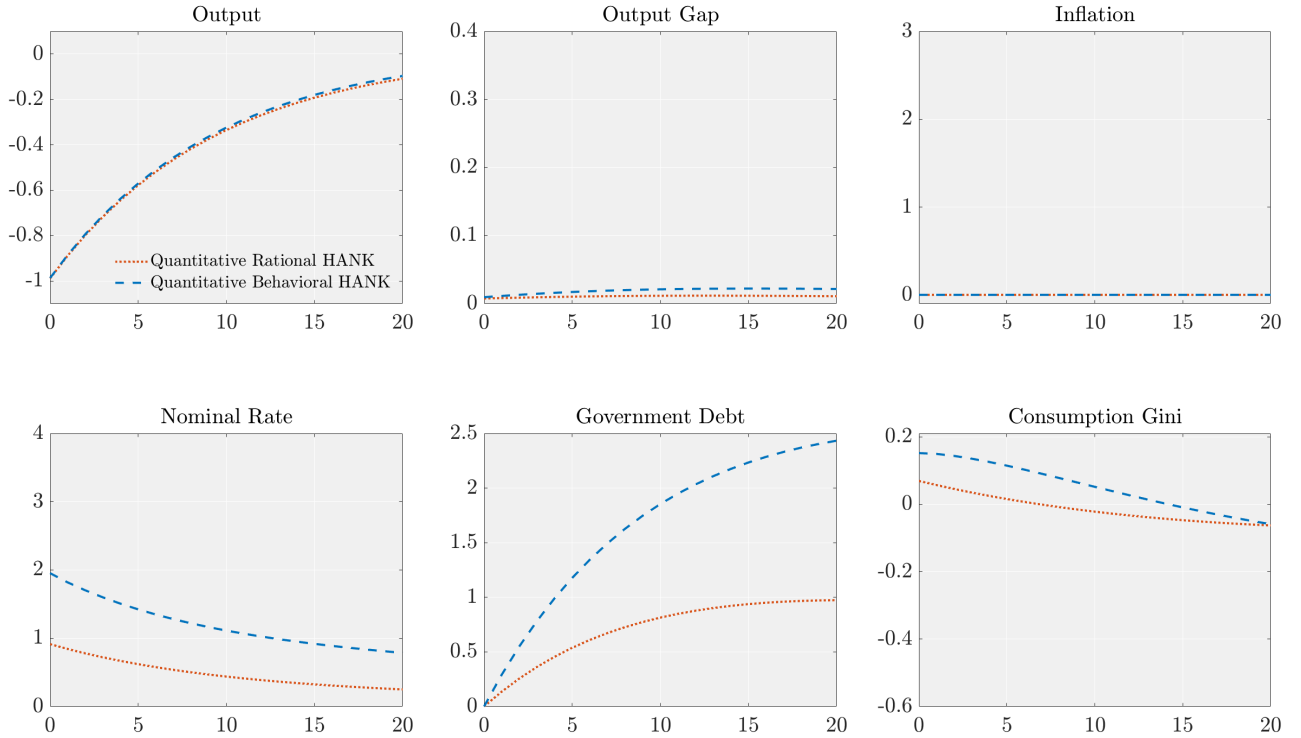 Output
0
-0.2
-0.4
-0.6
-0.8
-1
0 5 10 15 20
Quantitative Rational HANK
Quantitative Behavioral HANK
Output Gap
0.4
0.3
0.2
0.1
0
0 5 10 15 20
Inflation
3
2
1
0
0 5 10 15 20
Nominal Rate
4
3
2
1
0
0 5 10 15 20
Government Debt
2.5
2
1.5
1
0.5
0
0 5 10 15 20
Consumption Gini
0.2
0
-0.2
-0.4
-0.6
0 5 10 15 20